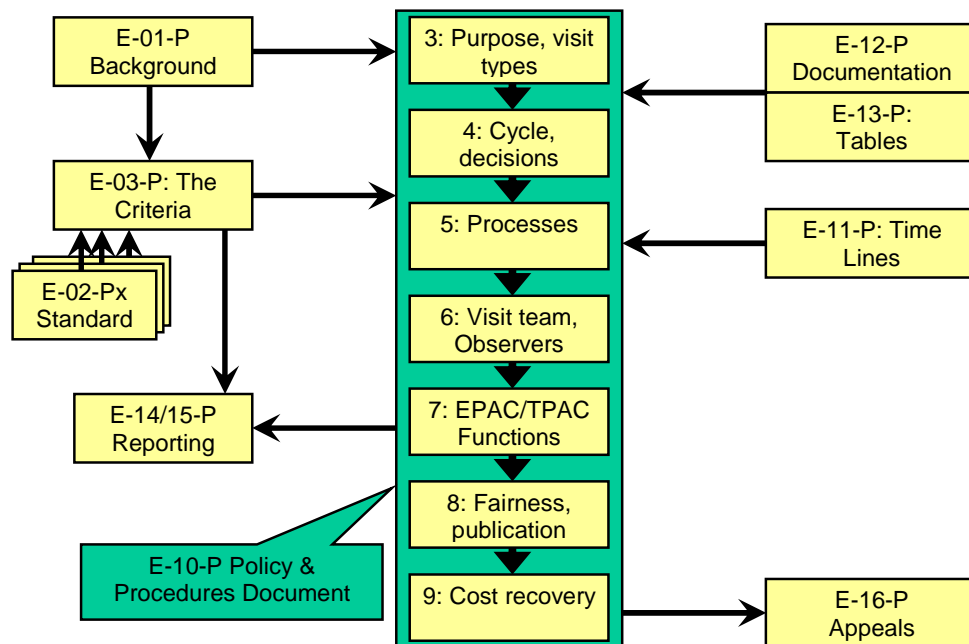 E-01-P
Background
E-03-P: The
Criteria
E-02-Px
Standard
E-14/15-P
Reporting
E-10-P Policy &
Procedures Document
3: Purpose, visit
types
4: Cycle,
decisions
5: Processes
6: Visit team,
Observers
7: EPAC/TPAC
Functions
8: Fairness,
publication
9: Cost recovery
E-12-P
Documentation
E-13-P:
Tables
E-11-P: Time
Lines
E-16-P
Appeals